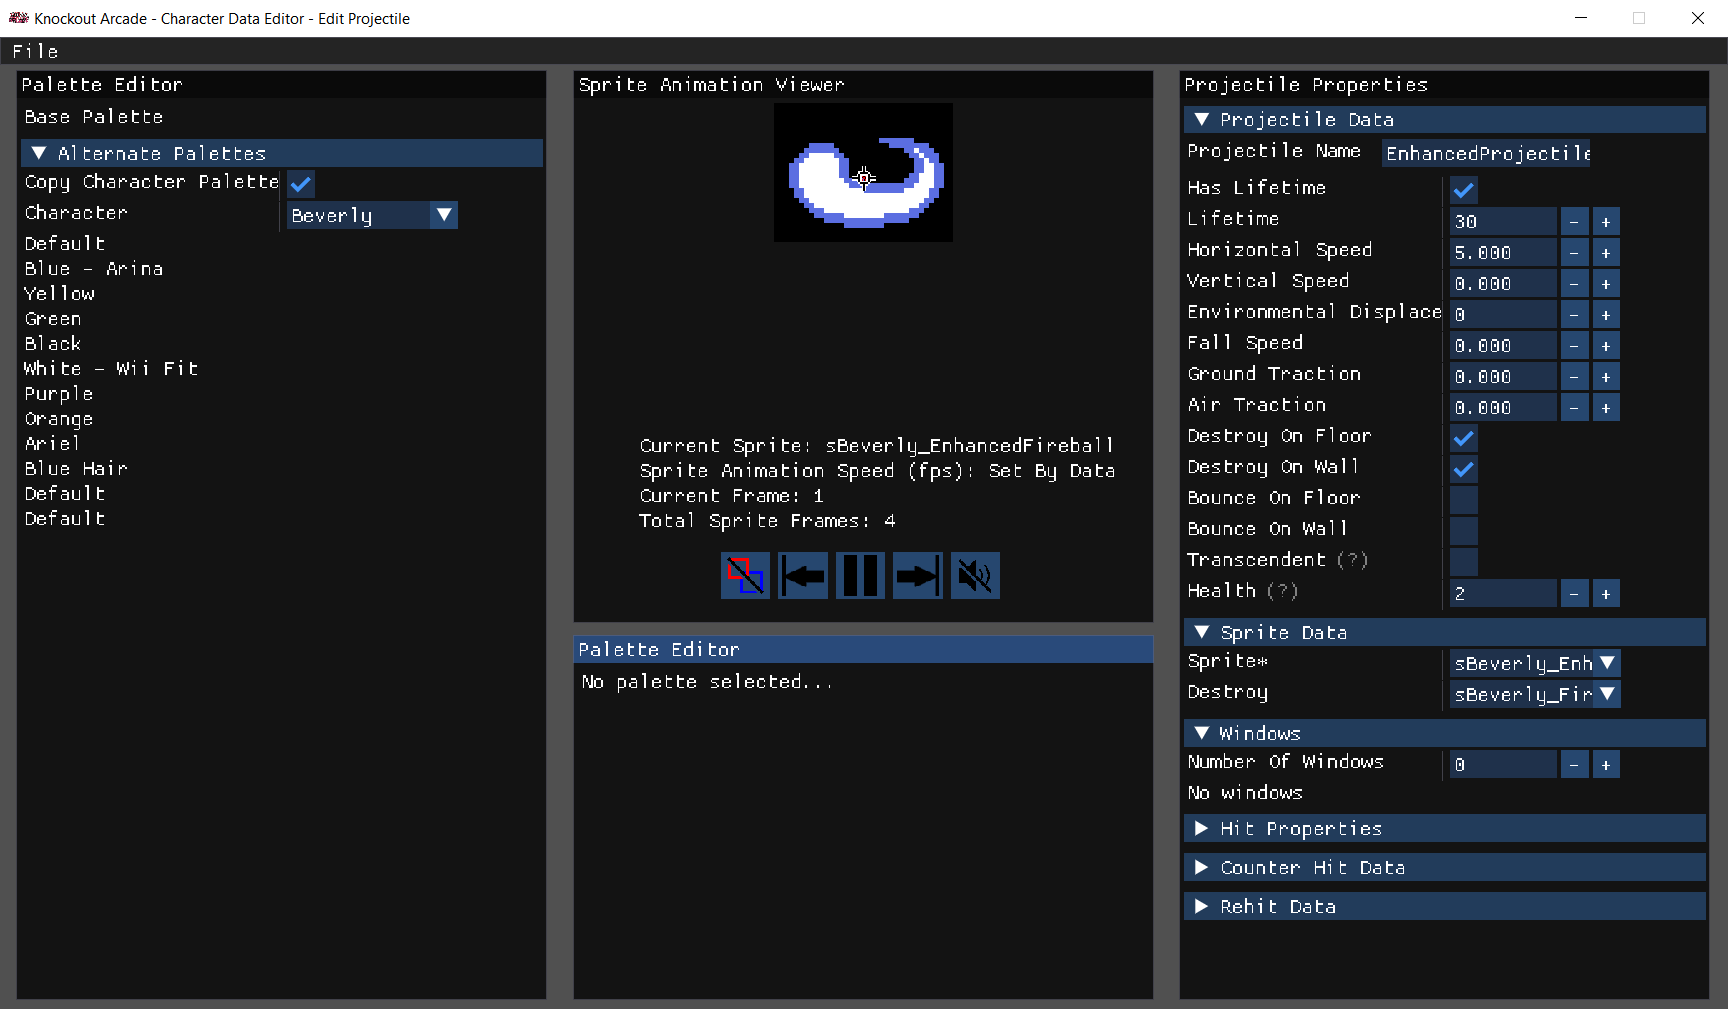 Knockout Arcade - Character Data Editor - Edit Projectile
File
Palette Editor
Base Palette
Alternate Palettes
Copy Character Palette
Character
Beverly
Default
Blue - Arina
Yellow
Green
Black
White - Wii Fit
Purple
Orange
Ariel
Blue Hair
Default
Default
Sprite Animation Viewer
Current Sprite: sBeverly_EnhancedFireball
Sprite Animation Speed (fps): Set By Data
Current Frame: 1
Total Sprite Frames: 4
Palette Editor
No palette selected...
Projectile Properties
Projectile Data
Projectile Name EnhancedProjectile
Has Lifetime
Lifetime 30 - +
Horizontal Speed 5.000 - +
Vertical Speed 0.000 - +
Environmental Displace 0 - +
Fall Speed 0.000 - +
Ground Traction 0.000 - +
Air Traction 0.000 - +
Destroy On Floor
Destroy On Wall
Bounce On Floor
Bounce On Wall
Transcendent (?)
Health (?) 2 - +
Sprite Data
Sprite* sBeverly_Enh
Destroy sBeverly_Fir
Windows
Number Of Windows 0 - +
No windows
Hit Properties
Counter Hit Data
Rehit Data